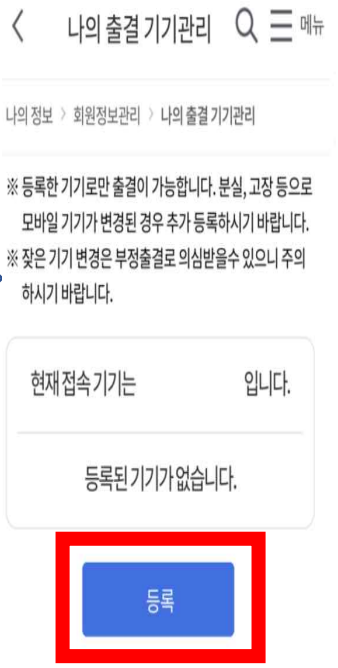 나의 출결 기기관리
메뉴
나의 정보 > 회원정보관리 > 나의 출결 기기관리
※ 등록한 기기로만 출결이 가능합니다. 분실, 고장 등으로
모바일 기기가 변경된 경우 추가 등록하시기 바랍니다.
※ 잦은 기기 변경은 부정출결로 의심받을수 있으니 주의
하시기 바랍니다.
현재 접속 기기는 입니다.
등록된 기기가 없습니다.
등록